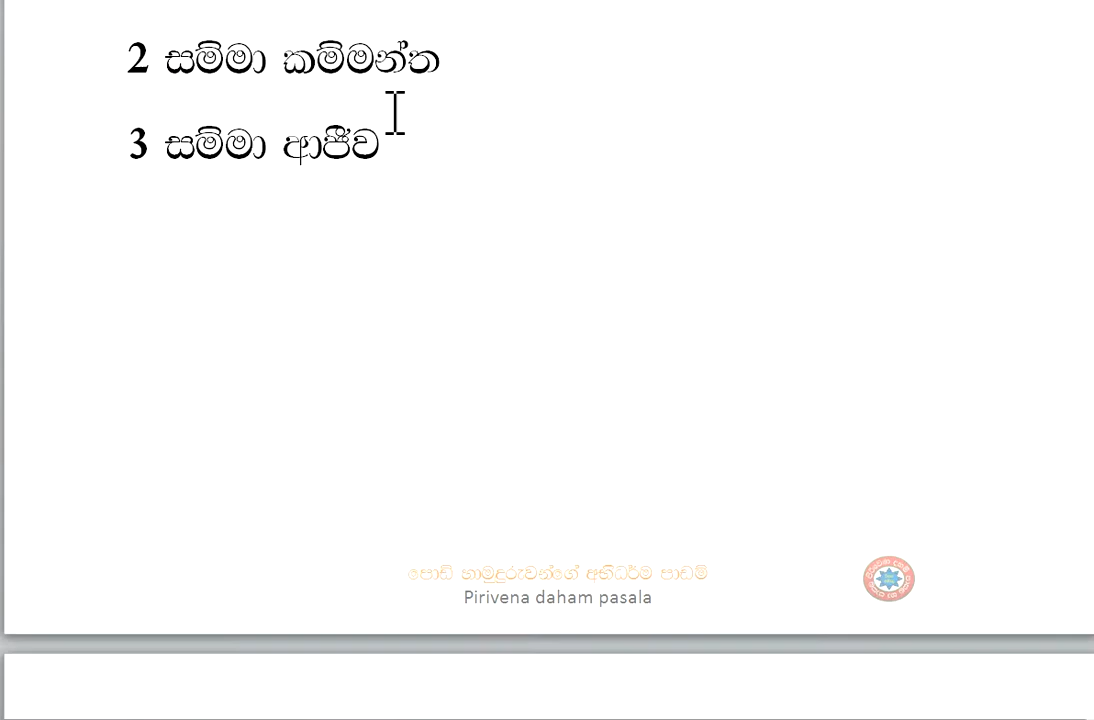 2 සම්මා කම්මන්ත
3 සම්මා ආජීව
පොඩි හාමුදුරුවන්ගේ අභිධර්ම පාඩම්
Pirivena daham pasala